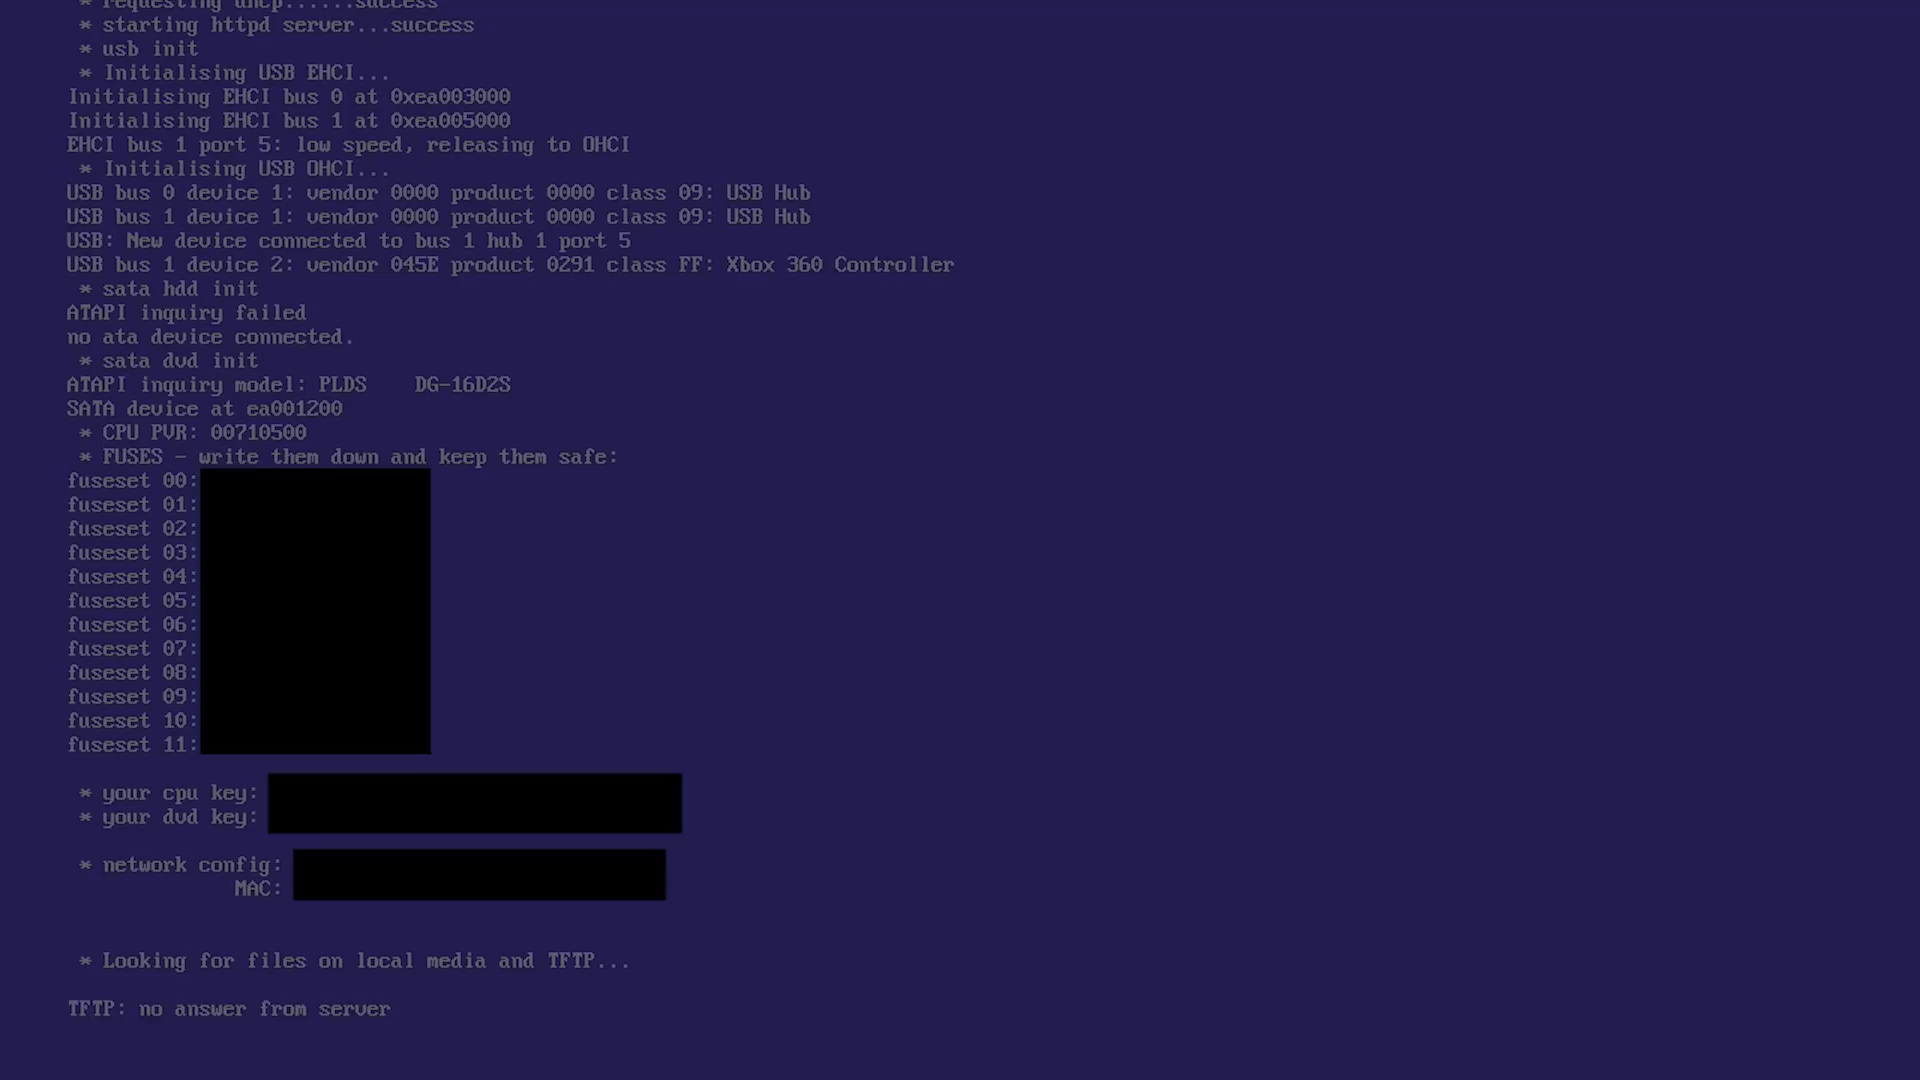 * requesting dhcp......success
* starting httpd server...success
* usb init
* Initialising USB EHCI...
Initialising EHCI bus 0 at 0xea003000
Initialising EHCI bus 1 at 0xea005000
EHCI bus 1 port 5: low speed, releasing to OHCI
* Initialising USB OHCI...
USB bus 0 device 1: vendor 0000 product 0000 class 09: USB Hub
USB bus 1 device 1: vendor 0000 product 0000 class 09: USB Hub
USB: New device connected to bus 1 hub 1 port 5
USB bus 1 device 2: vendor 045E product 0291 class FF: Xbox 360 Controller
* sata hdd init
ATAPI inquiry failed
no ata device connected.
* sata dvd init
ATAPI inquiry model: PLDS    DG-16D2S
SATA device at ea001200
* CPU PVR: 00710500
* FUSES - write them down and keep them safe:
fuseset 00:
fuseset 01:
fuseset 02:
fuseset 03:
fuseset 04:
fuseset 05:
fuseset 06:
fuseset 07:
fuseset 08:
fuseset 09:
fuseset 10:
fuseset 11:
* your cpu key:
* your dvd key:
* network config:
MAC:
* Looking for files on local media and TFTP...
TFTP: no answer from server